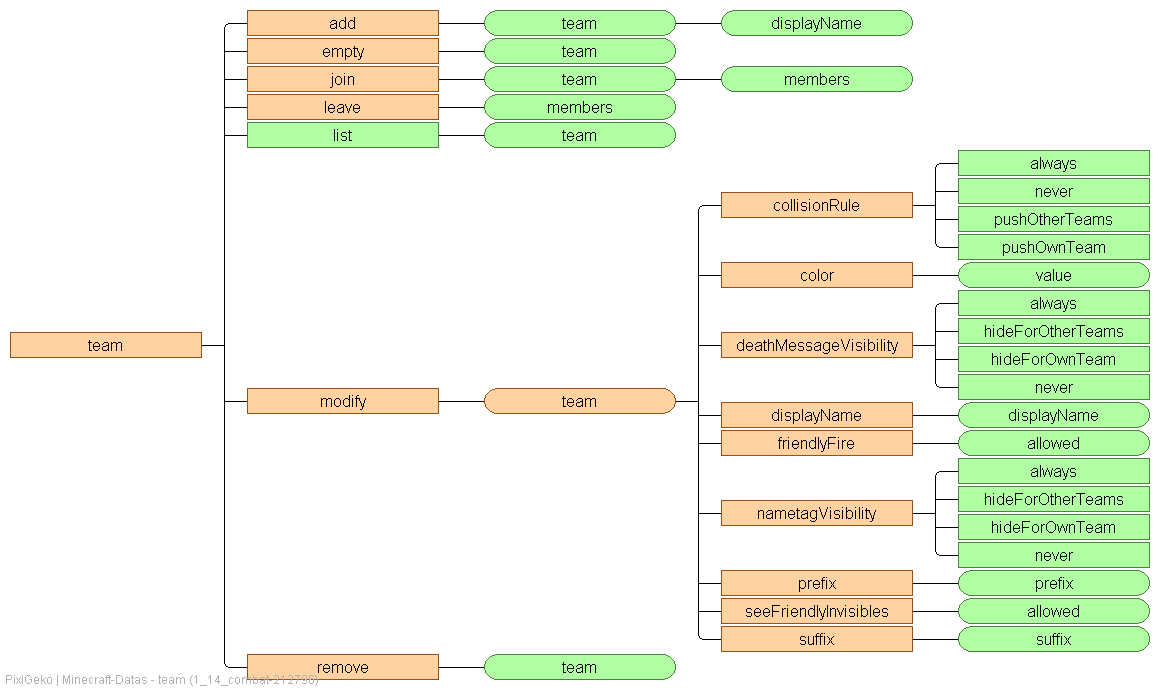 add team displayName
empty team
join team members
leave members
list team
always
collisionRule never
pushOtherTeams
pushOwnTeam
color value
always
deathMessageVisibility hideForOtherTeams
team hideForOwnTeam
never
modify team
displayName displayName
friendlyFire allowed
always
nametagVisibility hideForOtherTeams
hideForOwnTeam
never
prefix prefix
seeFriendlyInvisibles allowed
suffix suffix
remove team
PixiGeko | Minecraft-Datas - team (1_14_combat-212796)